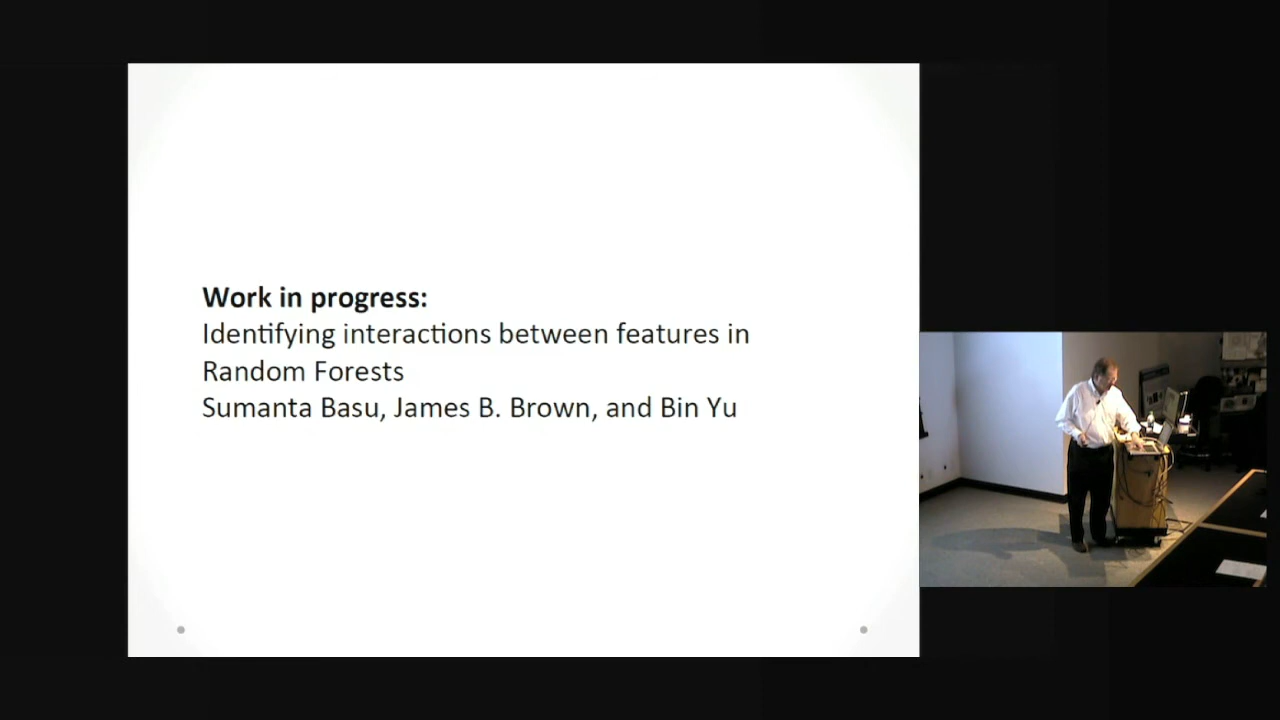 Work in progress:
Identifying interactions between features in
Random Forests
Sumanta Basu, James B. Brown, and Bin Yu